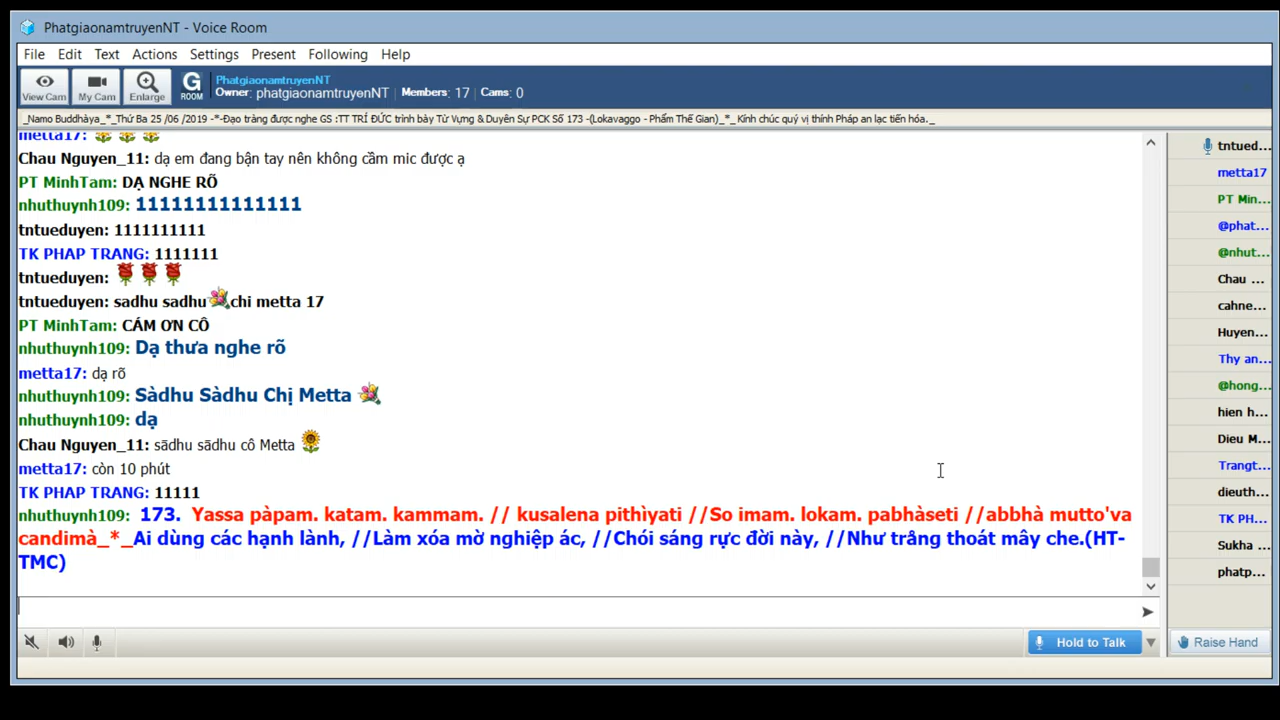 PhatgiaonamtruyenNT - Voice Room
File Edit Text Actions Settings Present Following Help
View Cam My Cam Enlarge G ROOM PhatgiaonamtruyenNT
Owner: phatgiaonamtruyenNT Members: 17 Cams: 0
_Namo Buddhàya_*_Thứ Ba 25 /06 /2019 -*-Đạo tràng được nghe GS :TT TRÍ ĐỨC trình bày Từ Vựng & Duyên Sự PCK Số 173 -(Lokavaggo - Phẩm Thế Gian)_*_ Kính chúc quý vị thính Pháp an lạc tiến hóa._
metta17:
Chau Nguyen_11: dạ em đang bận tay nên không cầm mic được ạ
PT MinhTam: DẠ NGHE RÕ
nhuthuynh109: 11111111111111
tntueduyen: 1111111111
TK PHAP TRANG: 1111111
tntueduyen:
tntueduyen: sadhu sadhu chi metta 17
PT MinhTam: CÁM ƠN CÔ
nhuthuynh109: Dạ thưa nghe rõ
metta17: dạ rõ
nhuthuynh109: Sàdhu Sàdhu Chị Metta
nhuthuynh109: dạ
Chau Nguyen_11: sādhu sādhu cô Metta
metta17: còn 10 phút
TK PHAP TRANG: 11111
nhuthuynh109: 173. Yassa pàpam. katam. kammam. // kusalena pithìyati //So imam. lokam. pabhàseti //abbhà mutto'va
candimà_*_Ai dùng các hạnh lành, //Làm xóa mờ nghiệp ác, //Chói sáng rực đời này, //Như trăng thoát mây che.(HT-
TMC)
Hold to Talk
tntued...
metta17
PT Min...
@phat...
@nhut...
Chau ...
cahne...
Huyen...
Thy an...
@hong...
hien h...
Dieu M...
Trangt...
dieuth...
TK PH...
Sukha ...
phatp...
Raise Hand